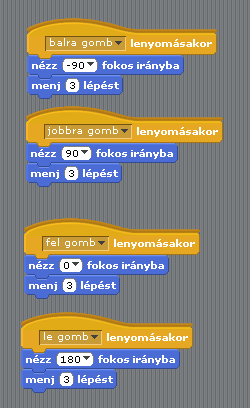 balra gomb lenyomásakor
nézz -90 fokos irányba
menj 3 lépést
jobbra gomb lenyomásakor
nézz 90 fokos irányba
menj 3 lépést
fel gomb lenyomásakor
nézz 0 fokos irányba
menj 3 lépést
le gomb lenyomásakor
nézz 180 fokos irányba
menj 3 lépést